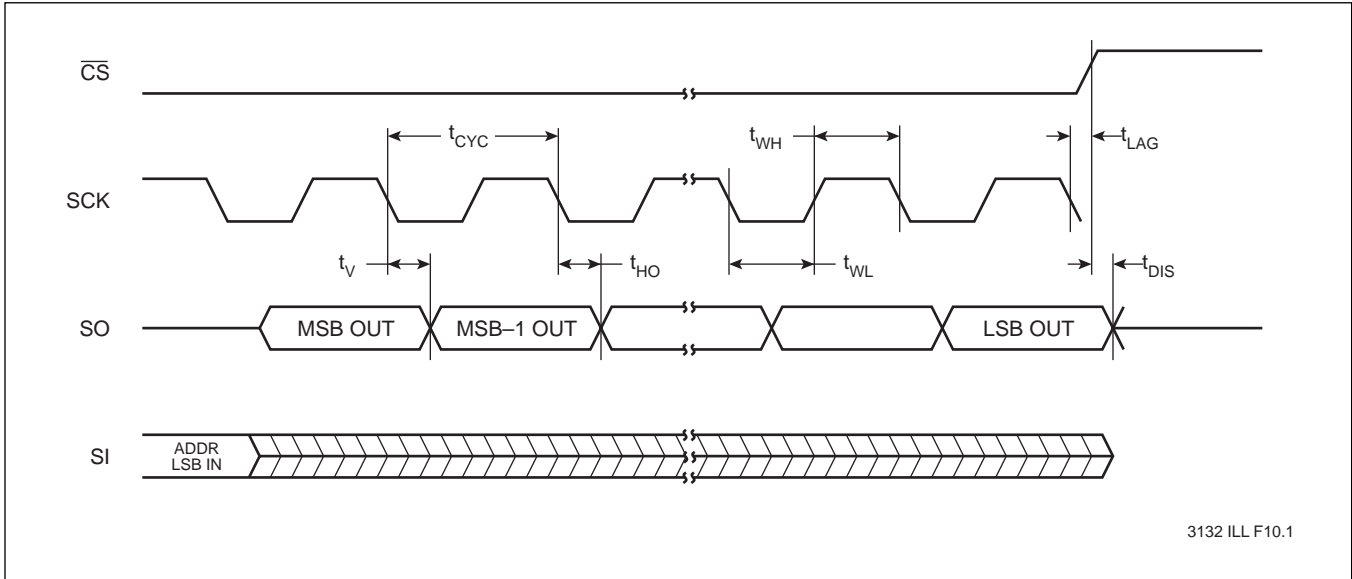 CS
tCYC
tWH
tLAG
SCK
tV
tHO
tWL
tDIS
SO
MSB OUT
MSB–1 OUT
LSB OUT
SI
ADDR
LSB IN
3132 ILL F10.1